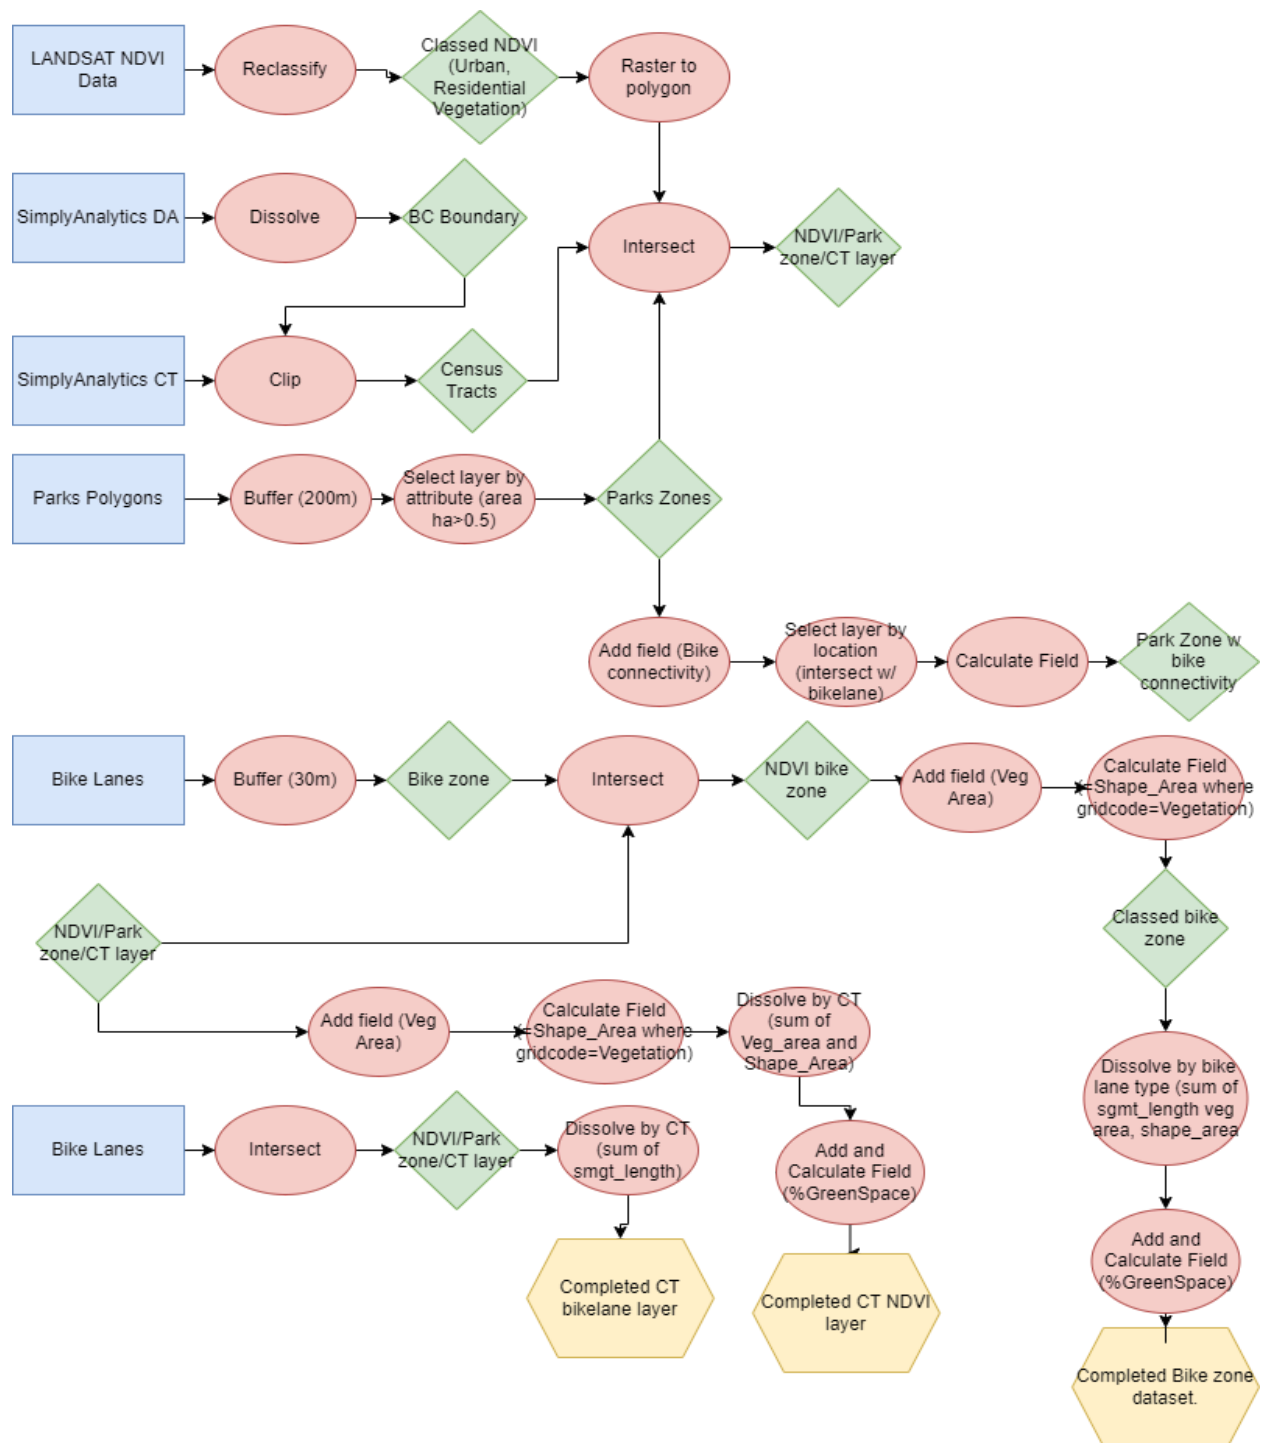 LANDSAT NDVI
Data
Reclassify
Classed NDVI
(Urban,
Residential
Vegetation)
Raster to
polygon
SimplyAnalytics DA
Dissolve
BC Boundary
Intersect
NDVI/Park
zone/CT layer
SimplyAnalytics CT
Clip
Census
Tracts
Parks Polygons
Buffer (200m)
Select layer by
attribute (area
ha>0.5)
Parks Zones
Add field (Bike
connectivity)
Select layer by
location
(intersect w/
bikelane)
Calculate Field
Park Zone w
bike
connectivity
Bike Lanes
Buffer (30m)
Bike zone
Intersect
NDVI bike
zone
Add field (Veg
Area)
Calculate Field
(=Shape_Area where
gridcode=Vegetation)
NDVI/Park
zone/CT layer
Classed bike
zone
Add field (Veg
Area)
Calculate Field
(=Shape_Area where
gridcode=Vegetation)
Dissolve by CT
(sum of
Veg_area and
Shape_Area)
Dissolve by bike
lane type (sum of
sgmt_length veg
area, shape_area
Bike Lanes
Intersect
NDVI/Park
zone/CT layer
Dissolve by CT
(sum of
smgt_length)
Add and
Calculate Field
(%GreenSpace)
Add and
Calculate Field
(%GreenSpace)
Completed CT
bikelane layer
Completed CT NDVI
layer
Completed Bike zone
dataset.